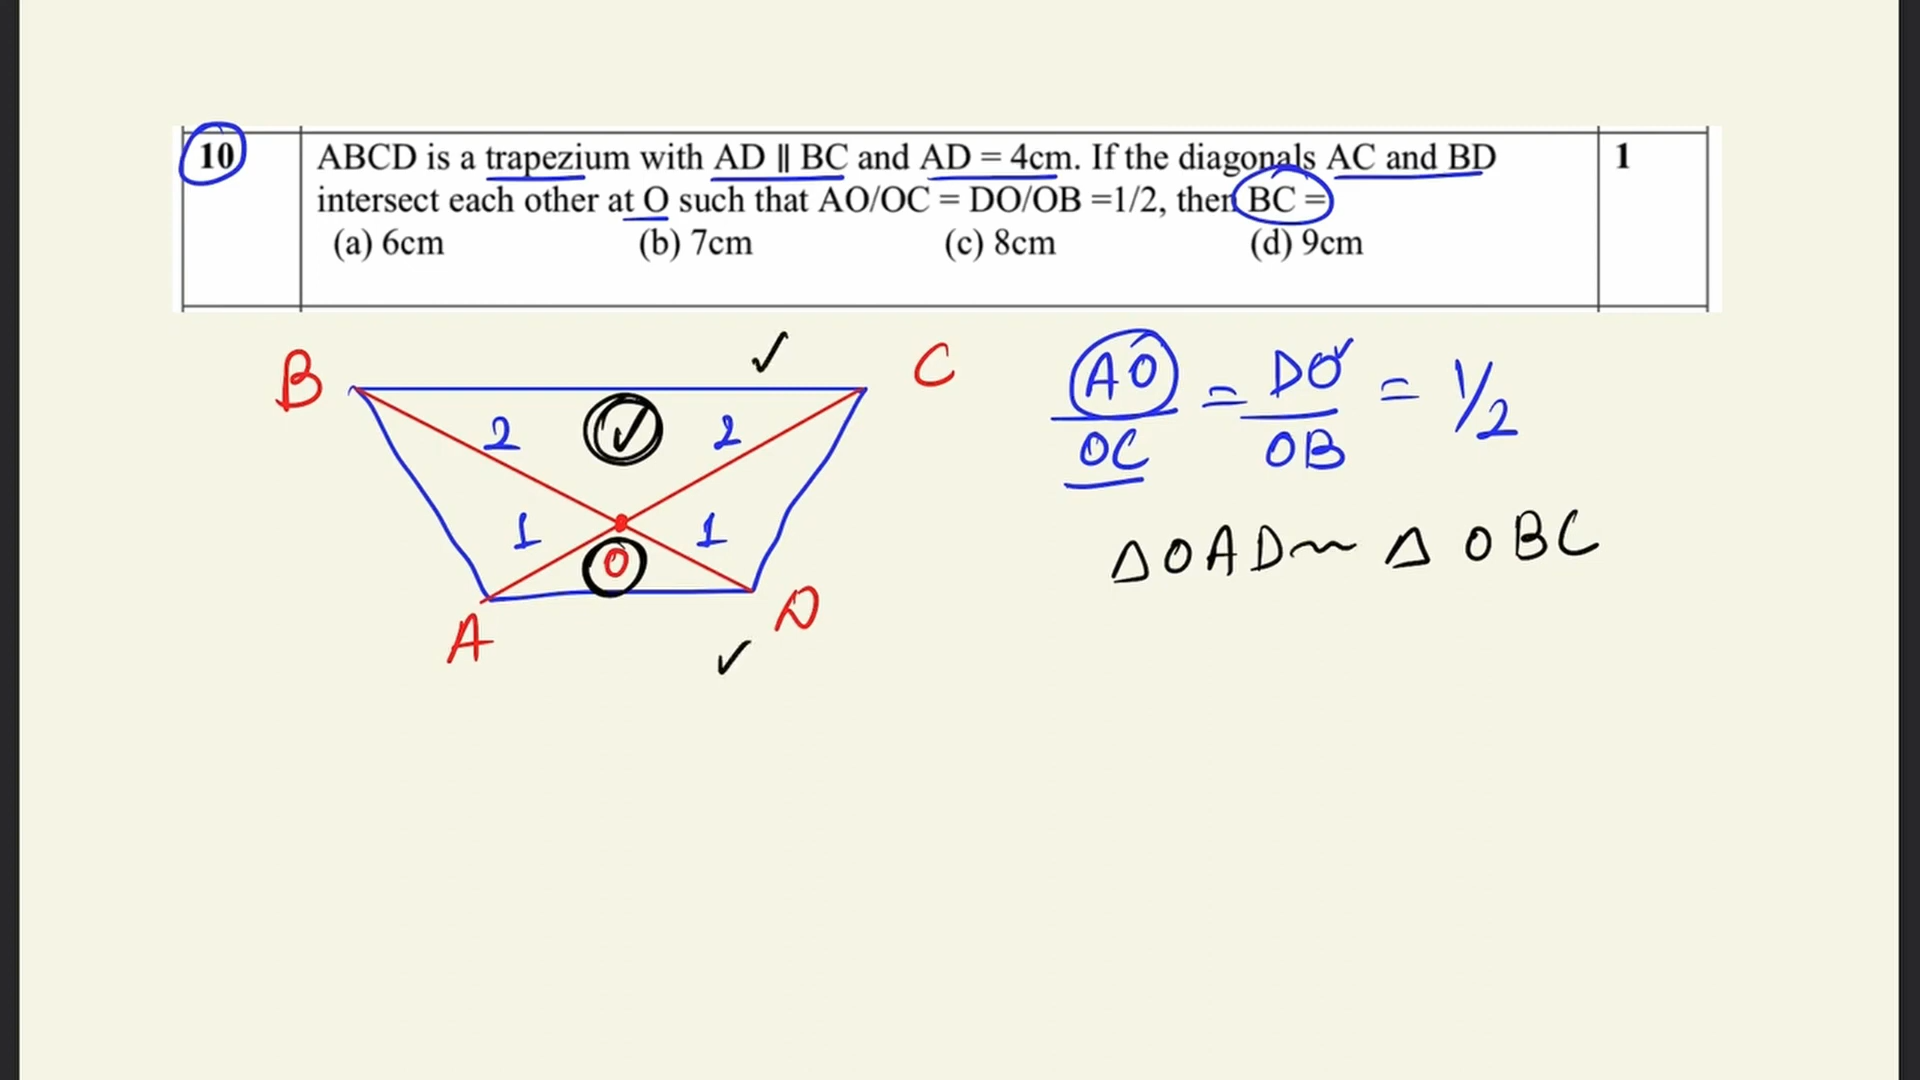 10 ABCD is a trapezium with AD ∥ BC and AD = 4cm. If the diagonals AC and BD 1
intersect each other at O such that AO/OC = DO/OB =1/2, then BC =
(a) 6cm (b) 7cm (c) 8cm (d) 9cm
B C
2 2
1 1
O
A D
AO/OC = DO/OB = 1/2
△OAD ~ △OBC